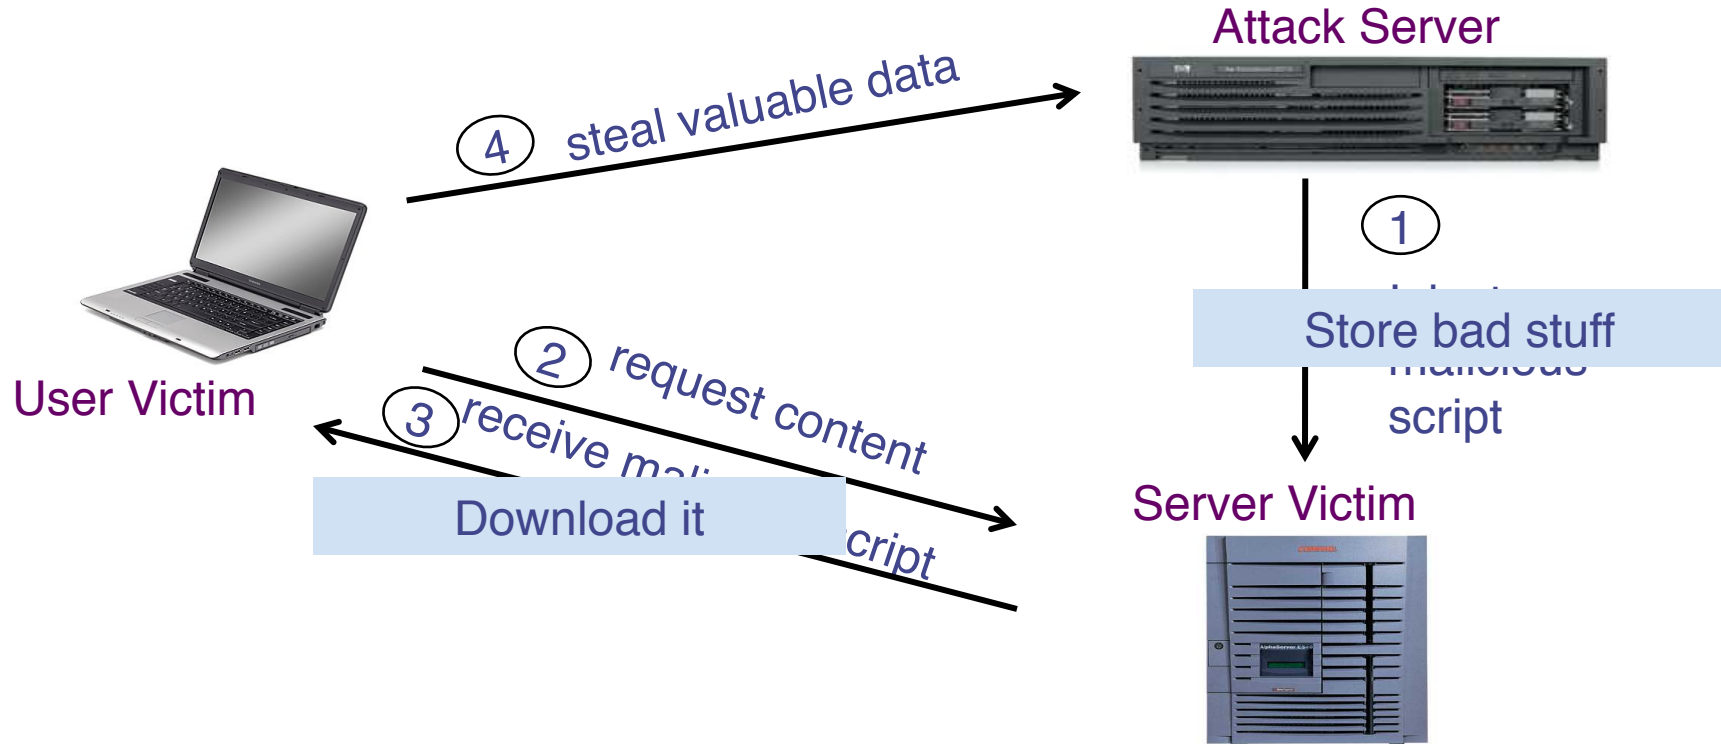 Attack Server
4 steal valuable data
1
Store bad stuff
malicious
script
2 request content
User Victim
3 receive
Download it
cript
Server Victim